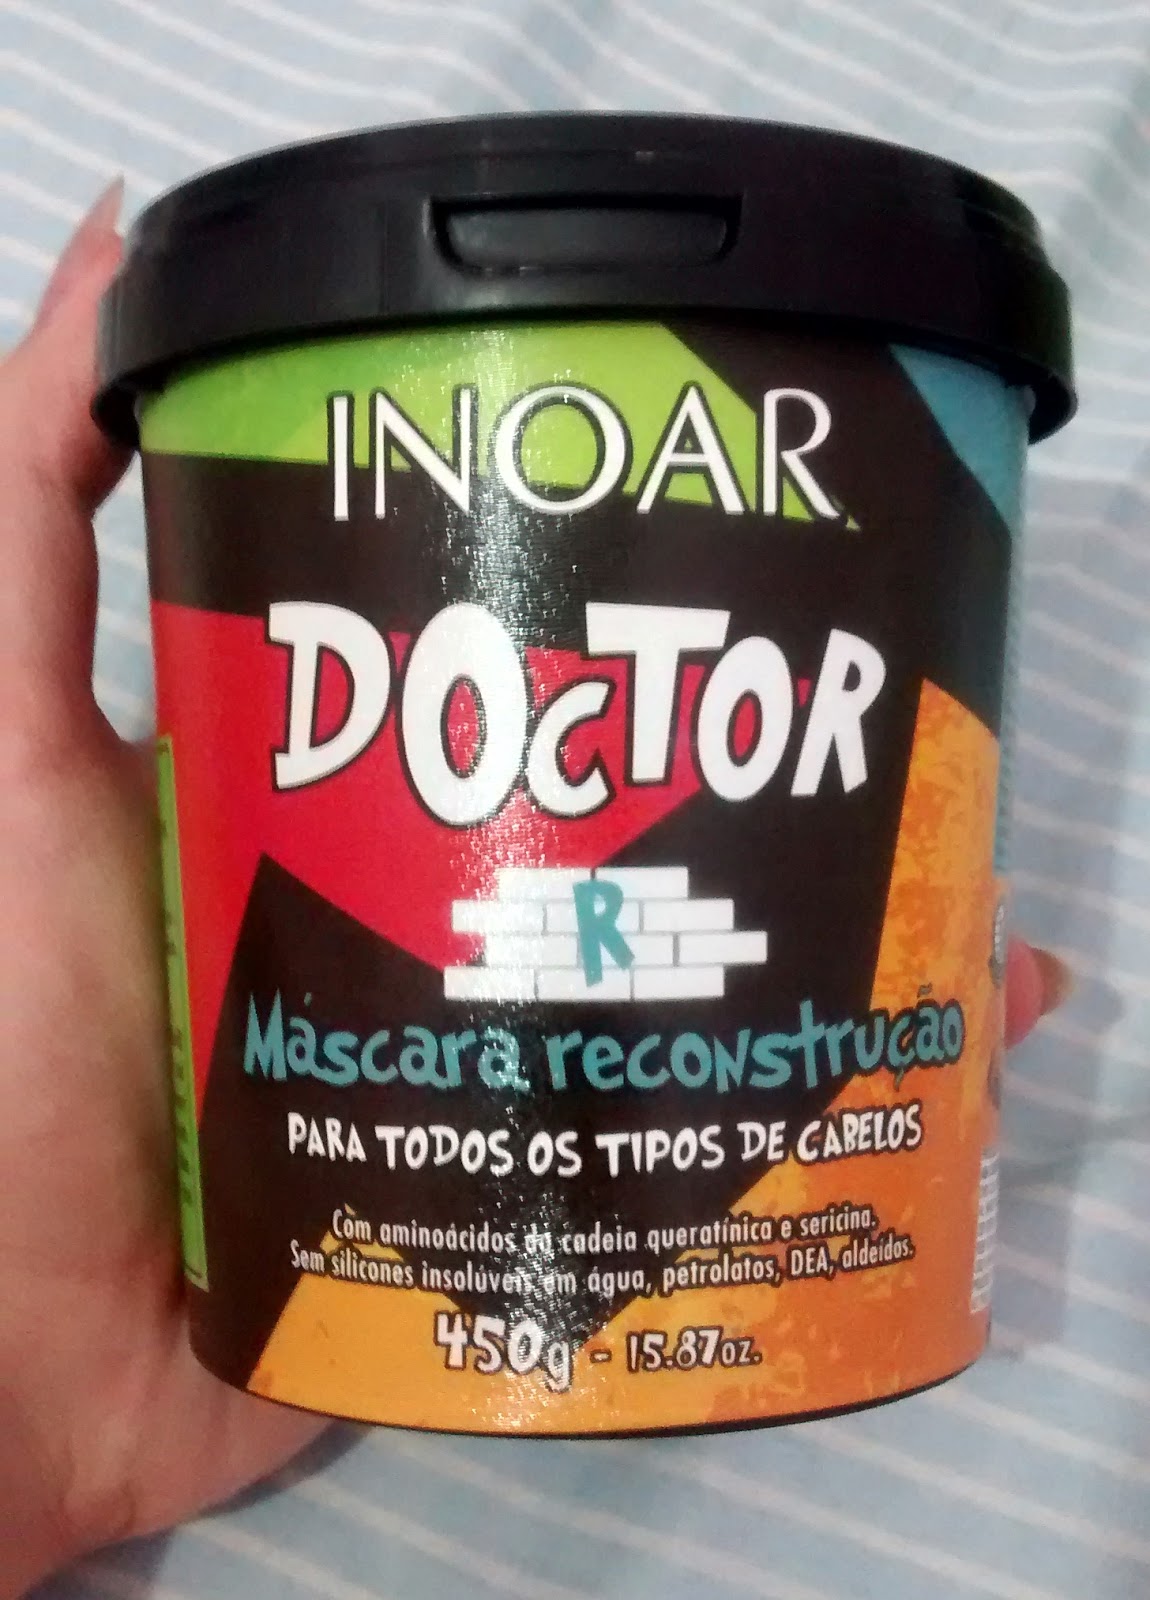 INOAR
DOcTOR
R
Máscara reconstrução
PARA TODOS OS TIPOS DE CABELOS
Com aminoácidos da cadeia queratínica e sericina.
Sem silicones insolúveis em água, petrolatos, DEA, aldeídos.
450g - 15.87oz.